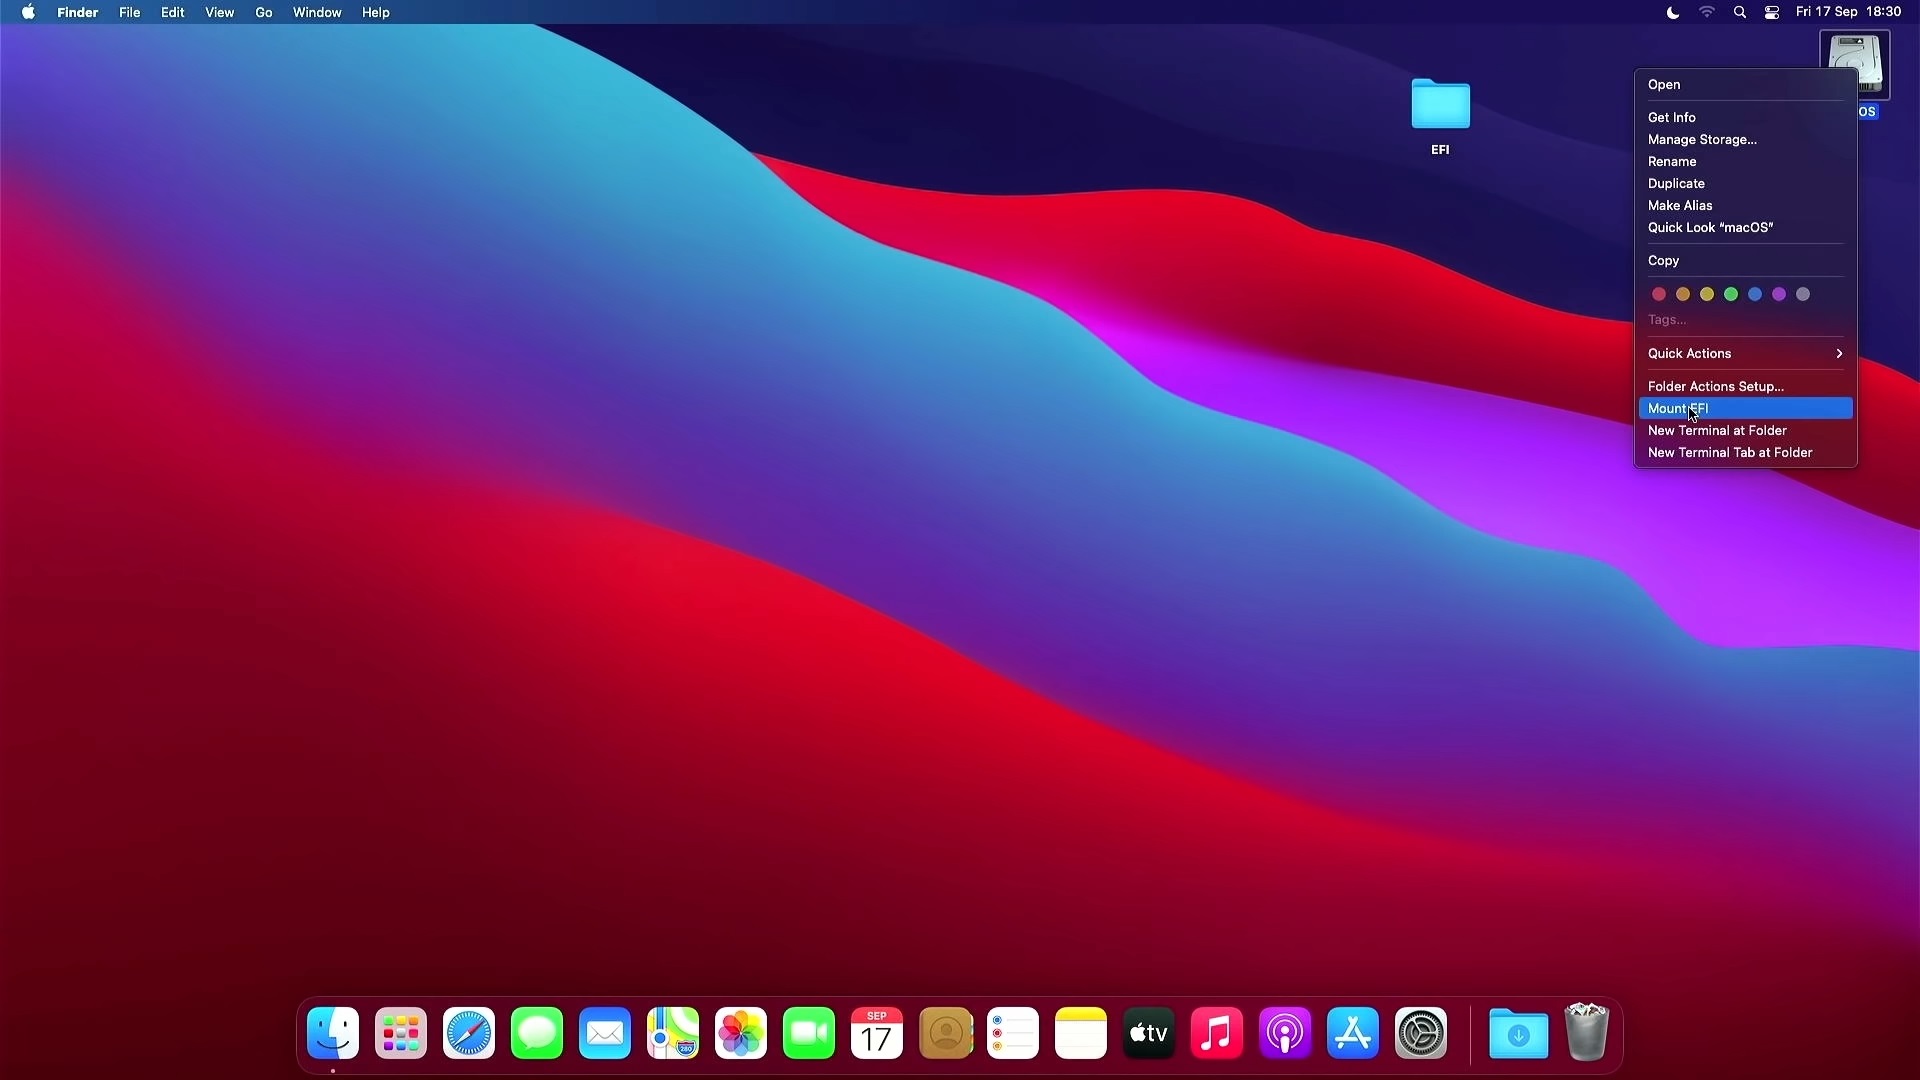 Finder File Edit View Go Window Help
Fri 17 Sep 18:30
EFI
OS
Open
Get Info
Manage Storage...
Rename
Duplicate
Make Alias
Quick Look “macOS”
Copy
Tags...
Quick Actions
Folder Actions Setup...
Mount EFI
New Terminal at Folder
New Terminal Tab at Folder
SEP
17
280
tv